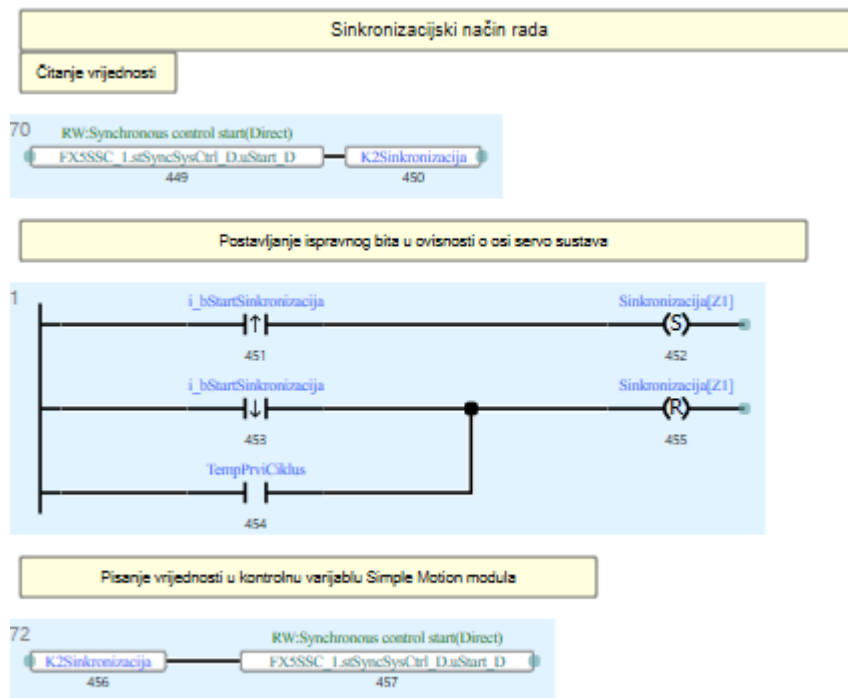 Sinkronizacijski način rada
Čitanje vrijednosti
70
RW:Synchronous control start(Direct)
FX5SSC_1.stSyncSysCtrl_D.uStart_D K2Sinkronizacija
449 450
Postavljanje ispravnog bita u ovisnosti o osi servo sustava
1
i_bStartSinkronizacija Sinkronizacija[Z1]
(S)
451 452
i_bStartSinkronizacija Sinkronizacija[Z1]
(R)
453 455
TempPrviCiklus
454
Pisanje vrijednosti u kontrolnu varijablu Simple Motion modula
72
RW:Synchronous control start(Direct)
K2Sinkronizacija FX5SSC_1.stSyncSysCtrl_D.uStart_D
456 457